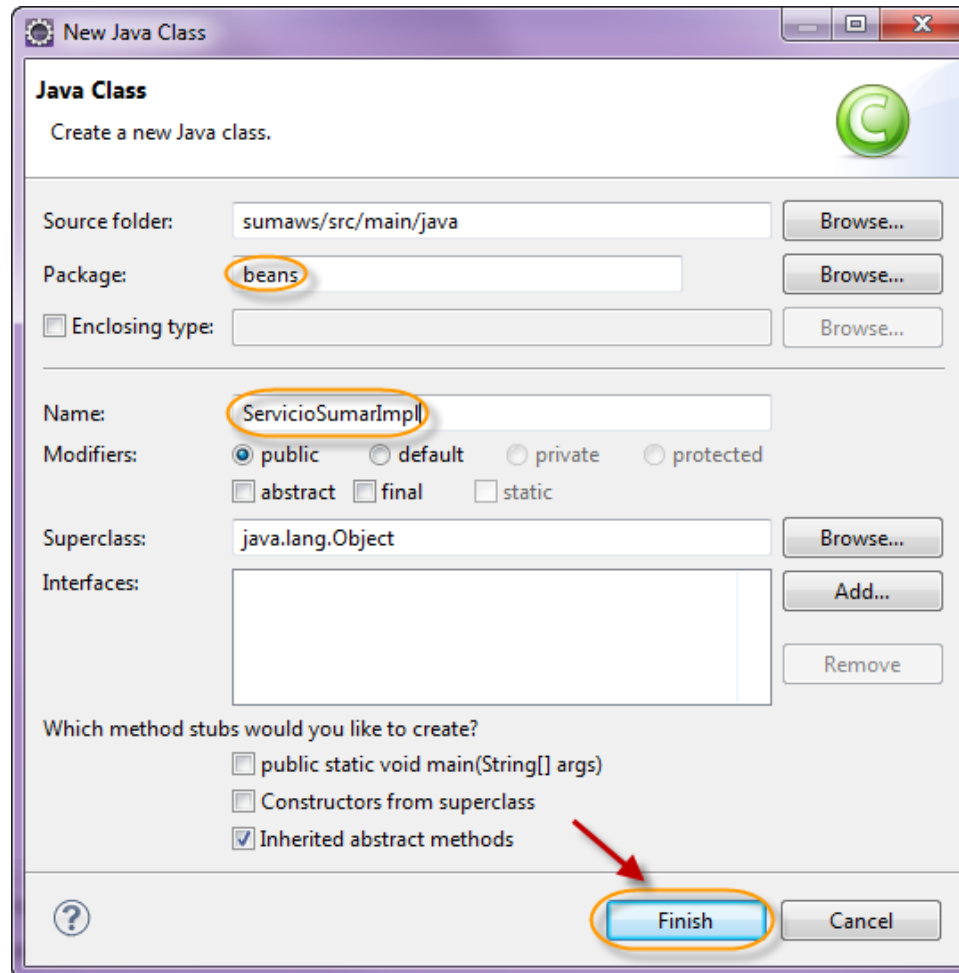 New Java Class
Java Class
Create a new Java class.
C
Source folder: sumaws/src/main/java Browse...
Package: beans Browse...
Enclosing type: Browse...
Name: ServicioSumarImpl
Modifiers: public default private protected
abstract final static
Superclass: java.lang.Object Browse...
Interfaces: Add...
Remove
Which method stubs would you like to create?
public static void main(String[] args)
Constructors from superclass
Inherited abstract methods
? Finish Cancel